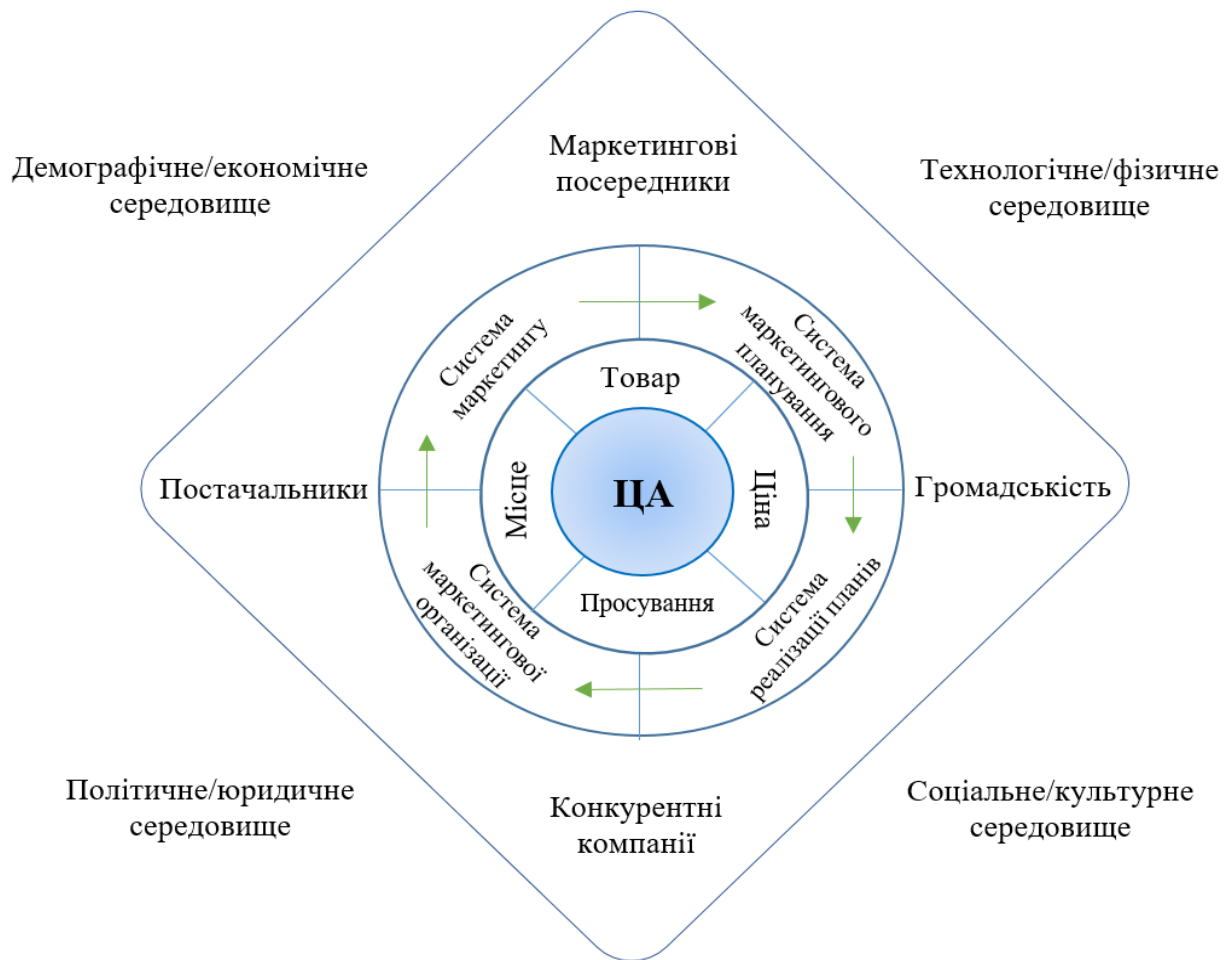 Маркетингові
посередники
Демографічне/економічне
середовище
Технологічне/фізичне
середовище
Система
маркетингу
Система
маркетингового
планування
Товар
Постачальники
Місце
ЦА
Ціна
Громадськість
Просування
Система
маркетингової
організації
Система
реалізації планів
Політичне/юридичне
середовище
Конкурентні
компанії
Соціальне/культурне
середовище